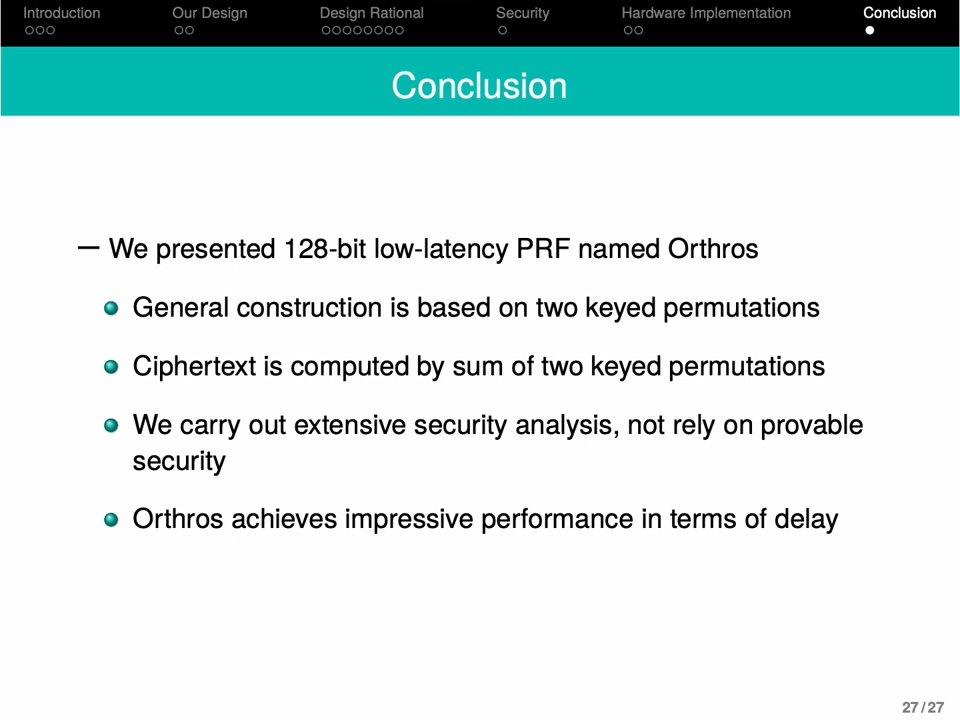 Introduction Our Design Design Rational Security Hardware Implementation Conclusion
Conclusion
— We presented 128-bit low-latency PRF named Orthros
General construction is based on two keyed permutations
Ciphertext is computed by sum of two keyed permutations
We carry out extensive security analysis, not rely on provable
security
Orthros achieves impressive performance in terms of delay
27 / 27